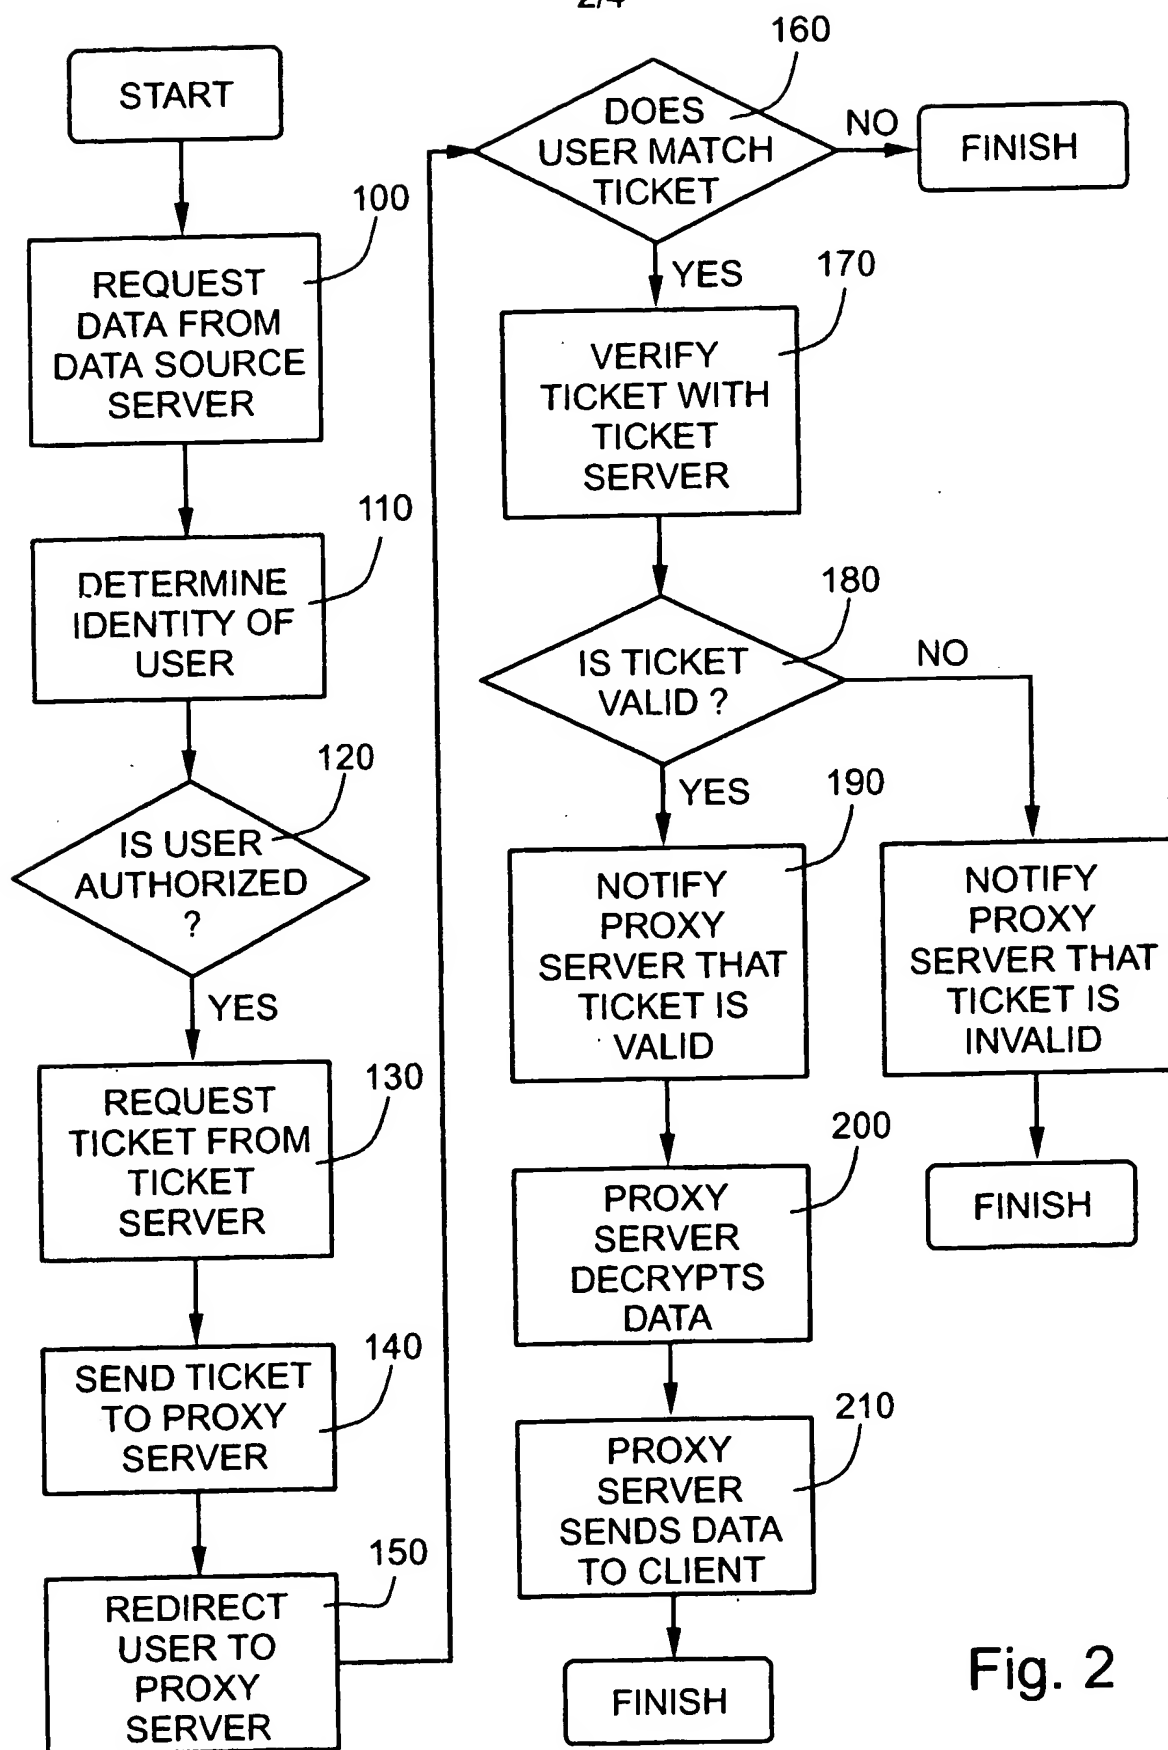 2/4
START
100
REQUEST
DATA FROM
DATA SOURCE
SERVER
110
DETERMINE
IDENTITY OF
USER
120
IS USER
AUTHORIZED
?
YES
130
REQUEST
TICKET FROM
TICKET
SERVER
140
SEND TICKET
TO PROXY
SERVER
150
REDIRECT
USER TO
PROXY
SERVER
160
DOES
USER MATCH
TICKET
NO
FINISH
YES
170
VERIFY
TICKET WITH
TICKET
SERVER
180
IS TICKET
VALID ?
NO
YES
190
NOTIFY
PROXY
SERVER THAT
TICKET IS
VALID
NOTIFY
PROXY
SERVER THAT
TICKET IS
INVALID
200
PROXY
SERVER
DECRYPTS
DATA
FINISH
210
PROXY
SERVER
SENDS DATA
TO CLIENT
FINISH
Fig. 2